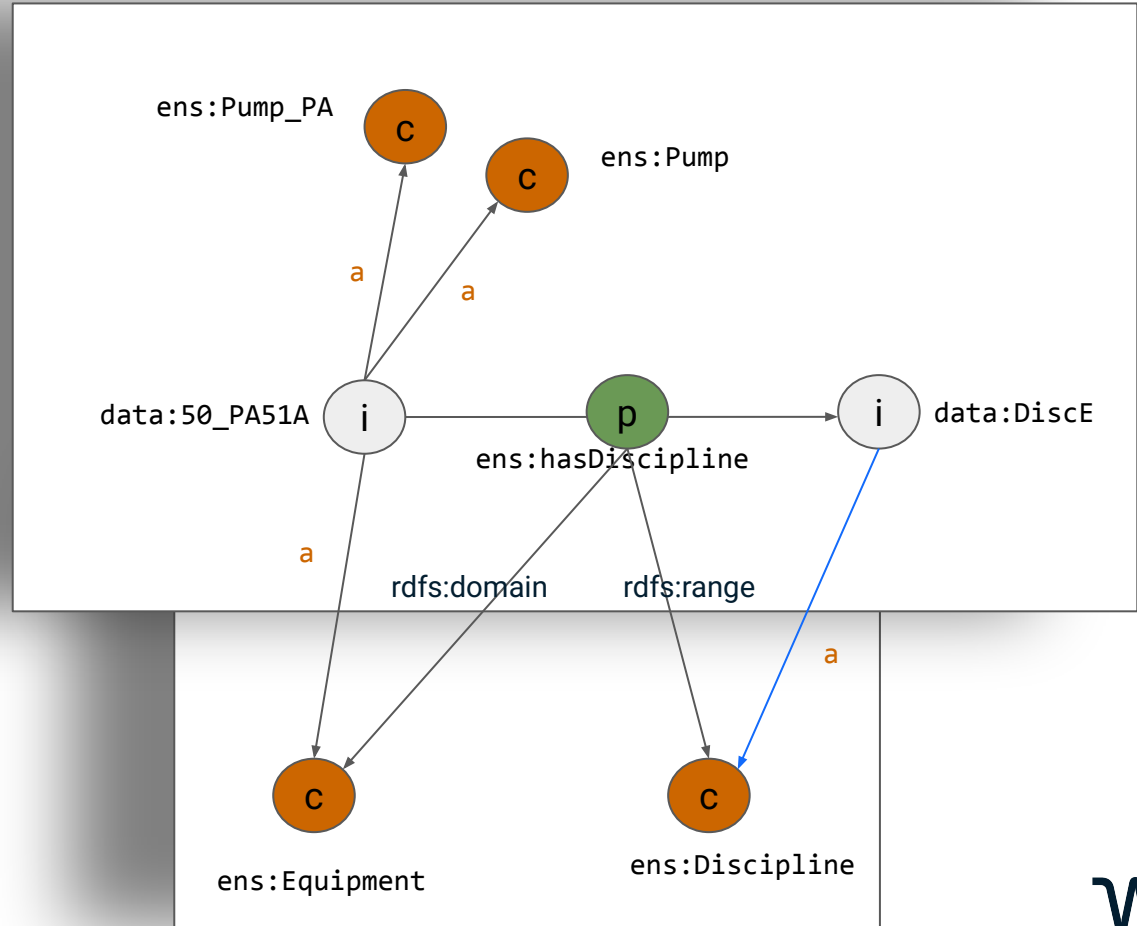 ens:Pump_PA
c
c
ens:Pump
a
a
data:50_PA51A
i
p
i
data:DiscE
ens:hasDiscipline
a
rdfs:domain
rdfs:range
a
c
c
ens:Equipment
ens:Discipline